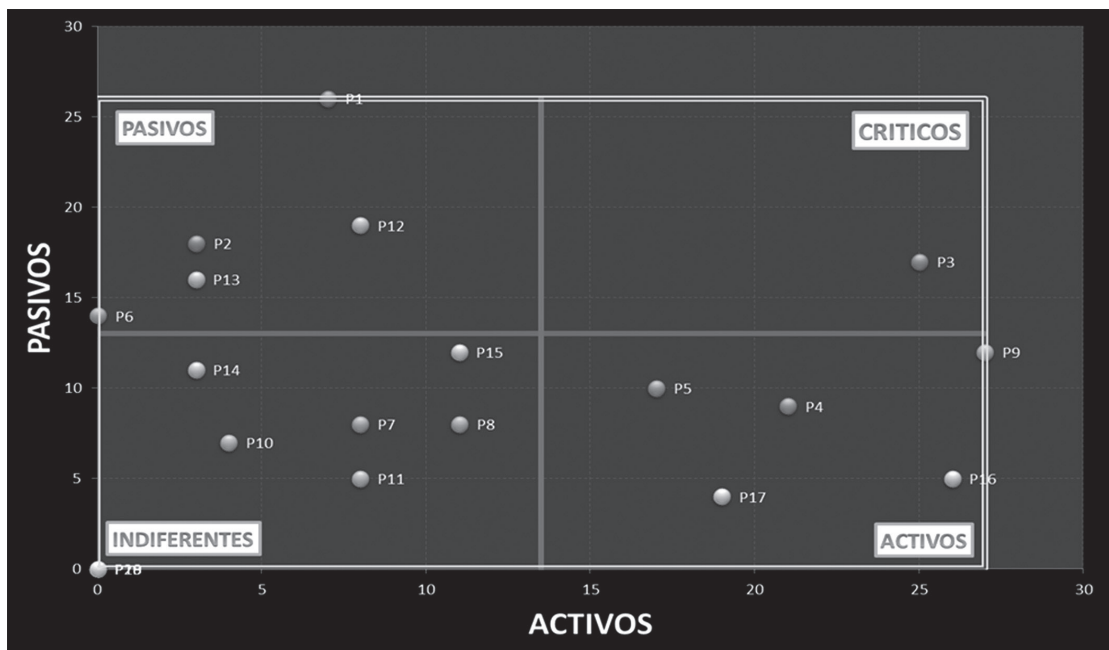 30
P1
25
PASIVOS
CRITICOS
20
P12
P2
P3
P13
15
P6
PASIVOS
P15
P9
P14
10
P5
P4
P7
P8
P10
5
P11
P16
P17
INDIFERENTES
ACTIVOS
0
0
5
10
15
20
25
30
ACTIVOS